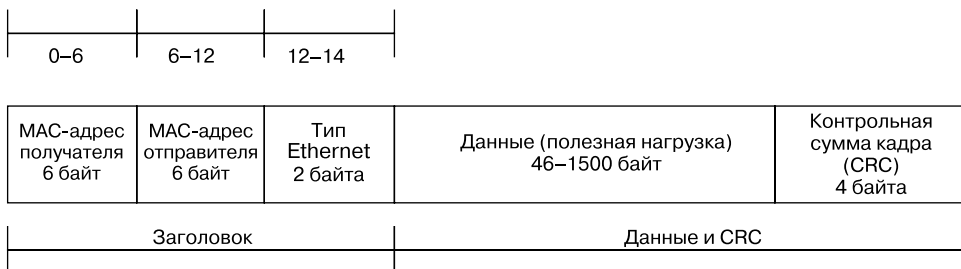 0–6 6–12 12–14
MAC-адрес
получателя
6 байт
MAC-адрес
отправителя
6 байт
Тип
Ethernet
2 байта
Данные (полезная нагрузка)
46–1500 байт
Контрольная
сумма кадра
(CRC)
4 байта
Заголовок
Данные и CRC